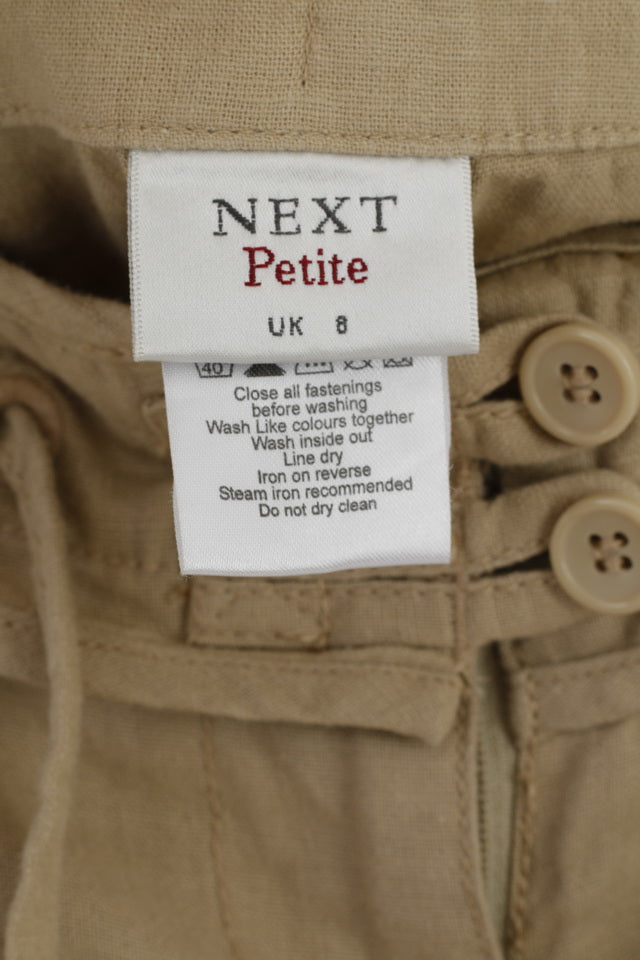 NEXT
Petite
UK 8
40
Close all fastenings
before washing
Wash Like colours together
Wash inside out
Line dry
Iron on reverse
Steam iron recommended
Do not dry clean